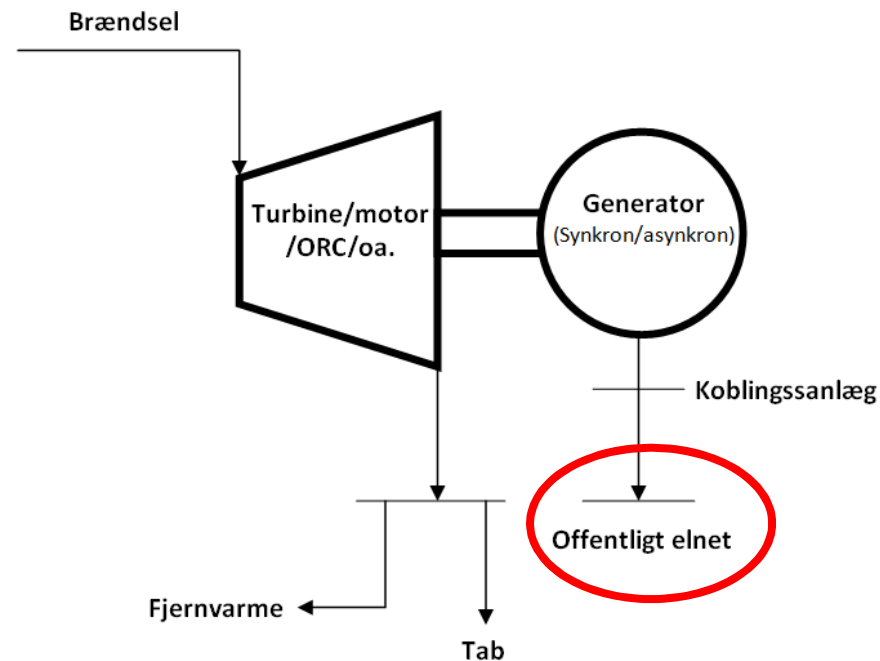 Brændsel
Turbine/motor
/ORC/oa.
Generator
(Synkron/asynkron)
Koblingssanlæg
Offentligt elnet
Fjernvarme
Tab